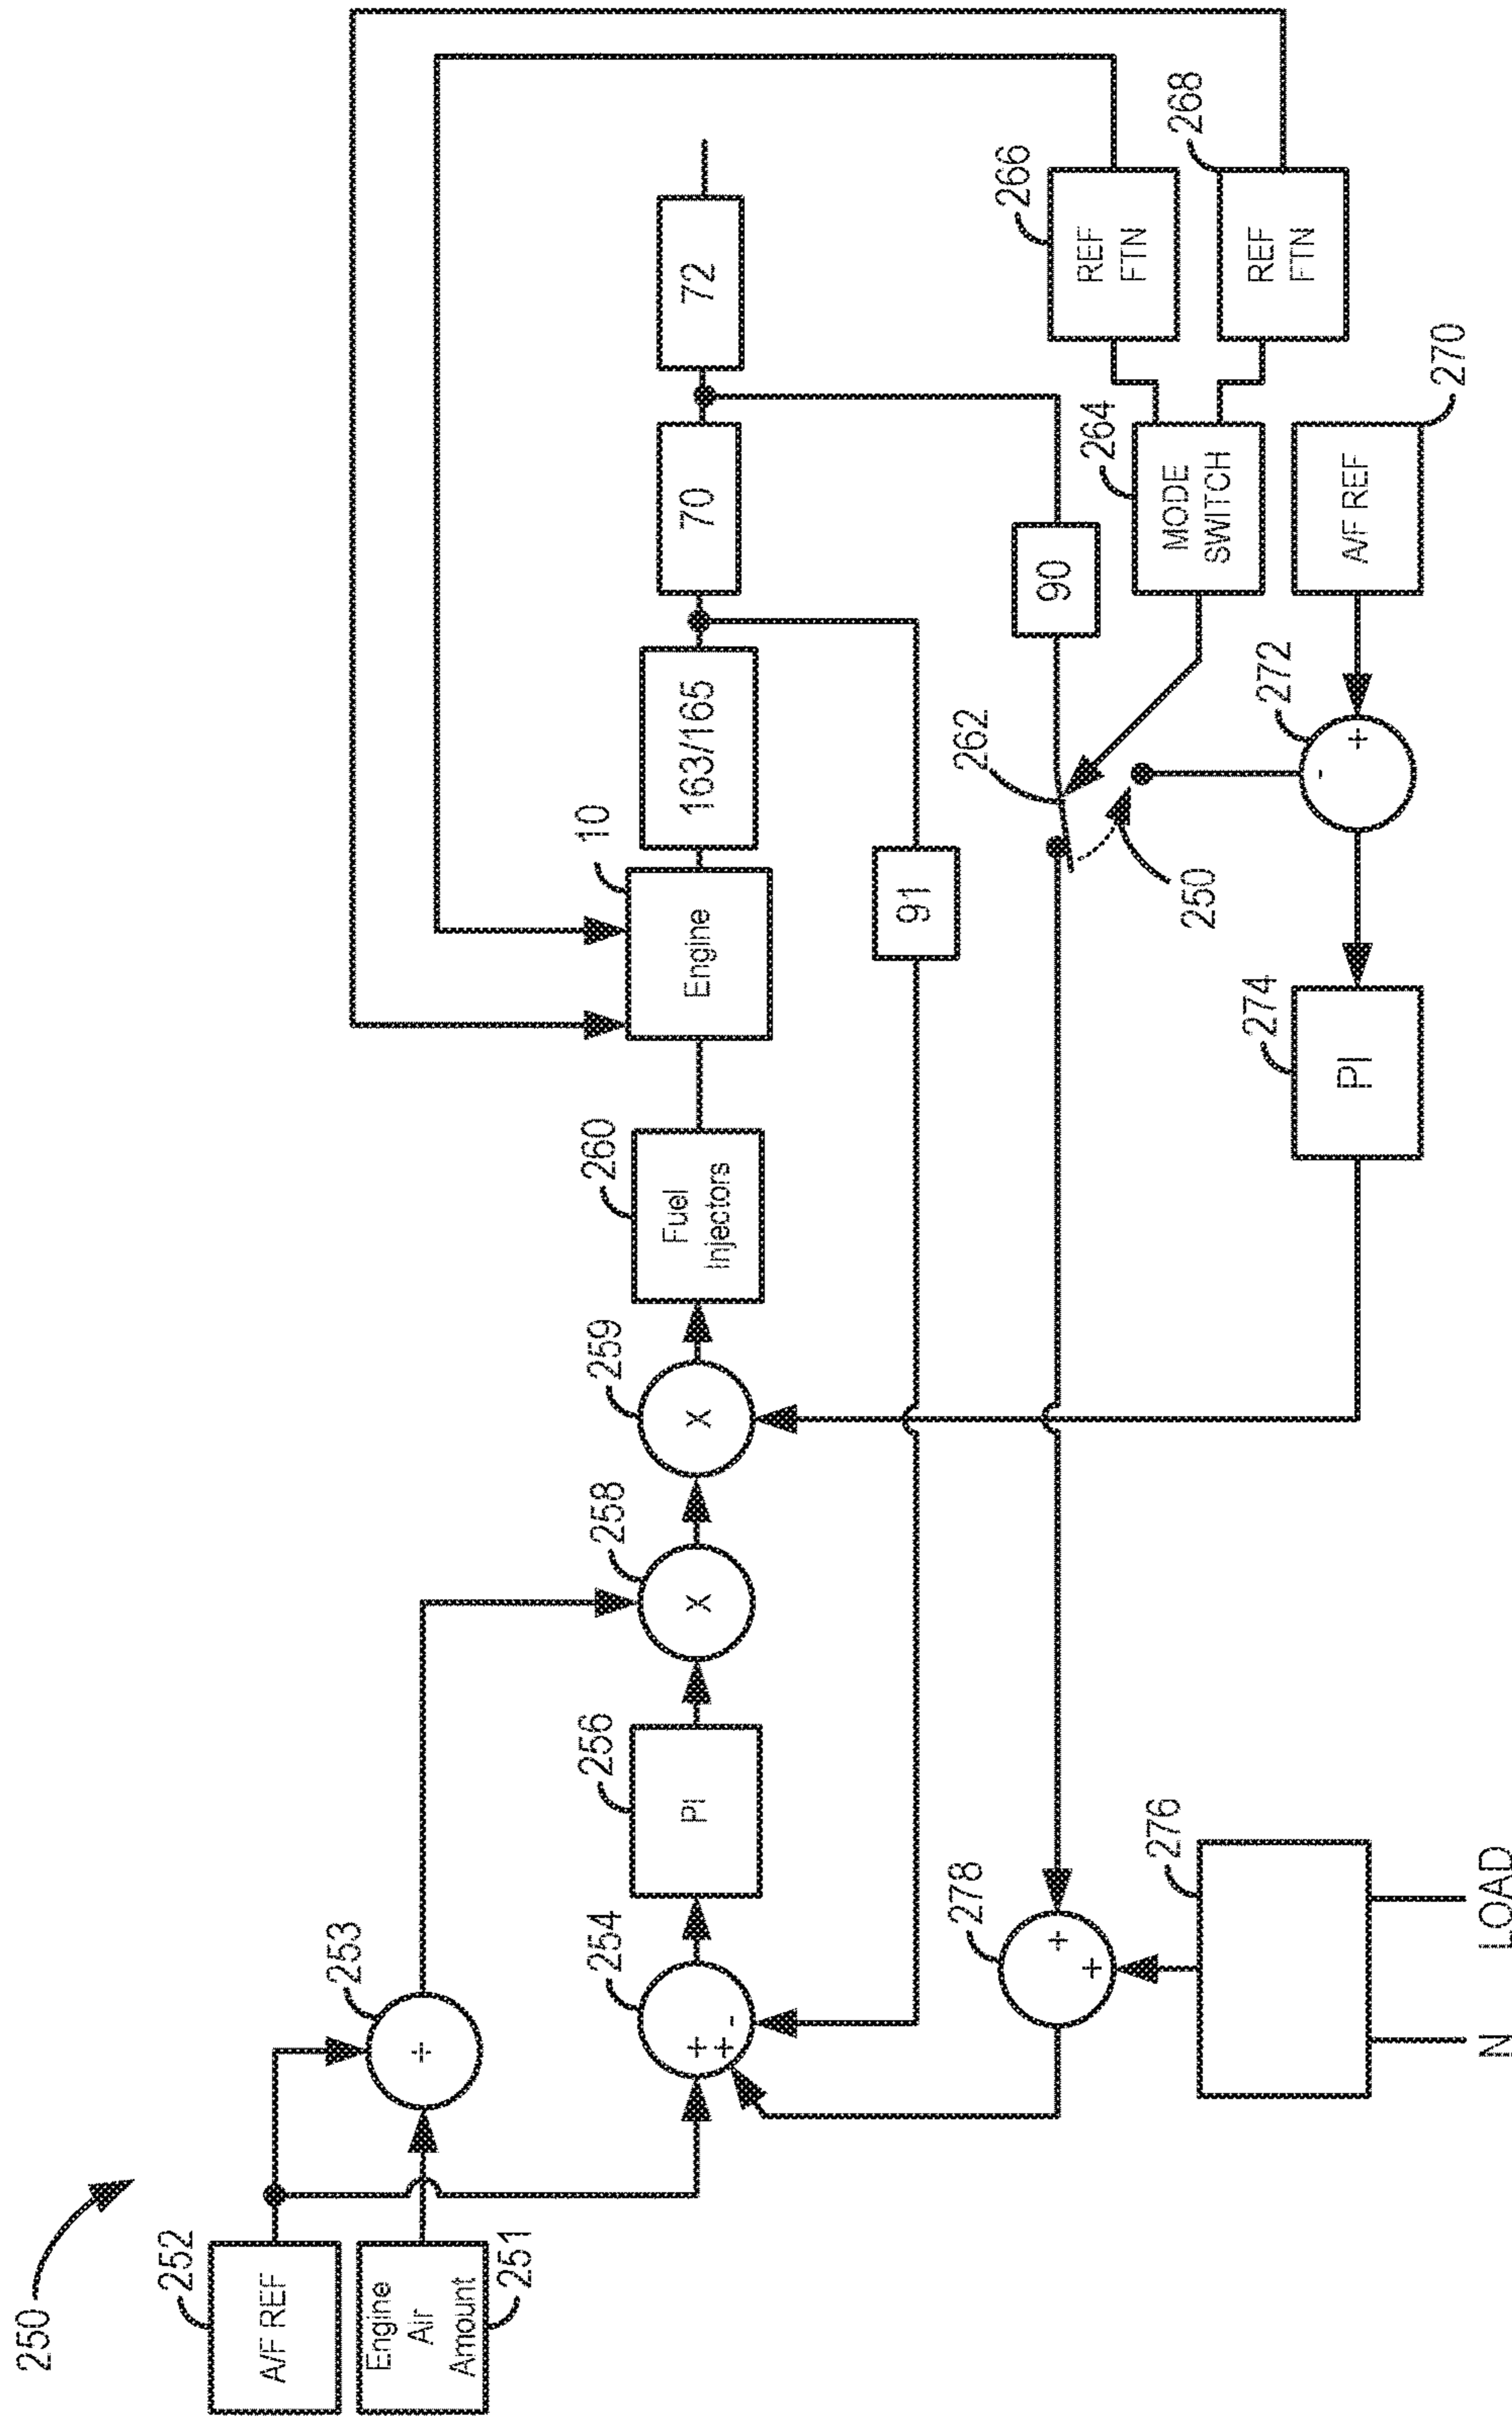 250
252
A/F REF
Engine
Air
Amount
251
253
÷
254
+
+
-
256
PI
258
X
259
X
260
Fuel
Injectors
10
Engine
163/165
70
72
91
90
262
250
264
MODE
SWITCH
266
REF
FTN
268
REF
FTN
A/F REF
270
272
+
-
274
PI
278
+
+
276
N
LOAD